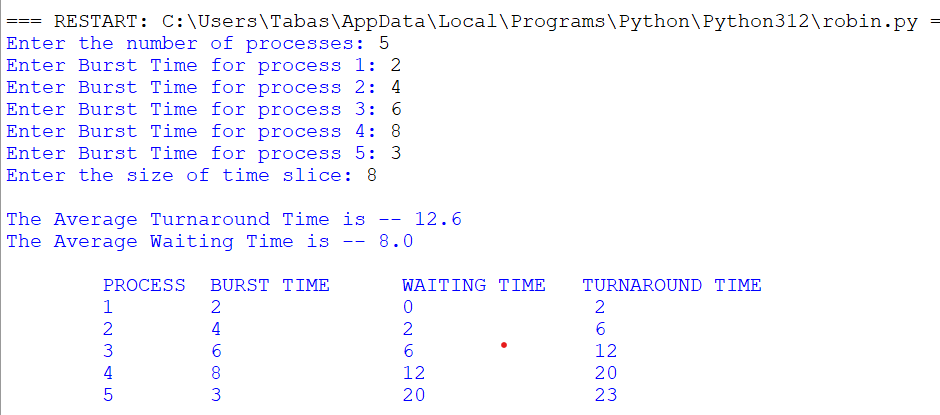 === RESTART: C:\Users\Tabas\AppData\Local\Programs\Python\Python312\robin.py =
Enter the number of processes: 5
Enter Burst Time for process 1: 2
Enter Burst Time for process 2: 4
Enter Burst Time for process 3: 6
Enter Burst Time for process 4: 8
Enter Burst Time for process 5: 3
Enter the size of time slice: 8
The Average Turnaround Time is -- 12.6
The Average Waiting Time is -- 8.0
PROCESS BURST TIME WAITING TIME TURNAROUND TIME
1 2 0 2
2 4 2 6
3 6 6 12
4 8 12 20
5 3 20 23